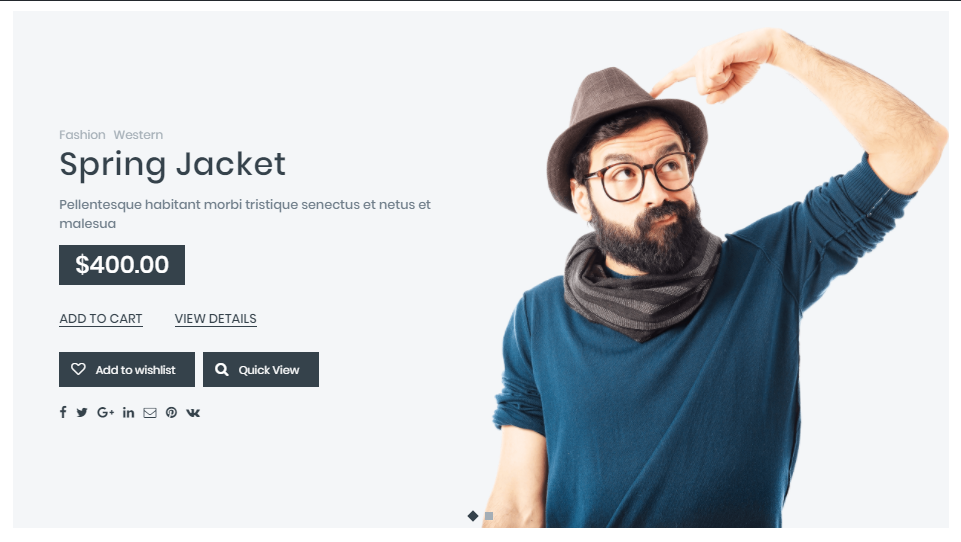 Fashion Western
Spring Jacket
Pellentesque habitant morbi tristique senectus et netus et
malesua
$400.00
ADD TO CART VIEW DETAILS
Add to wishlist Quick View